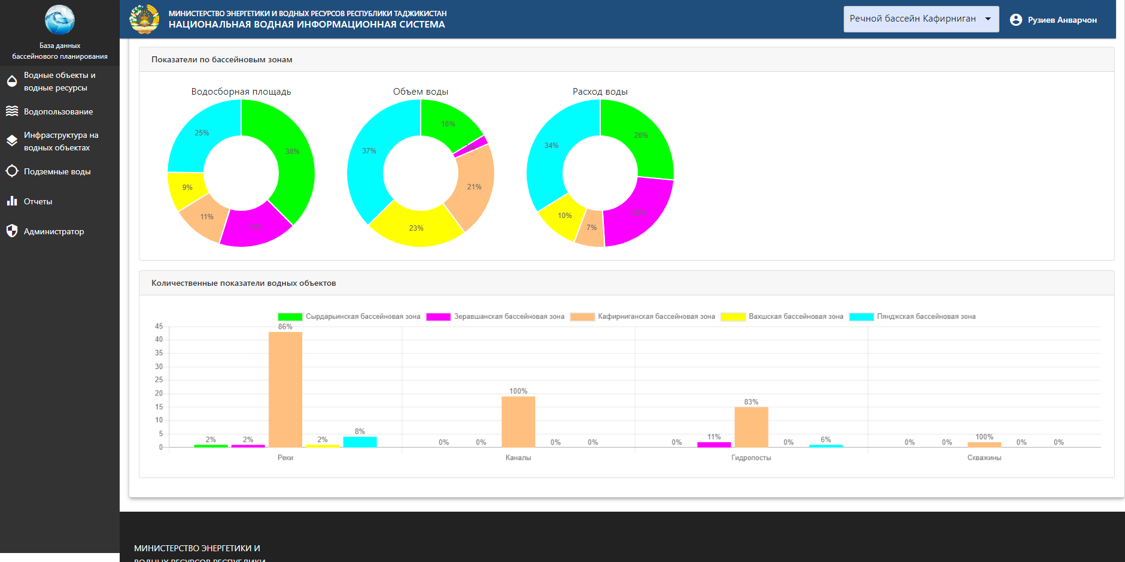 База данных
бассейнового планирования
Водные объекты и
водные ресурсы
Водопользование
Инфраструктура на
водных объектах
Подземные воды
Отчеты
Администратор
МИНИСТЕРСТВО ЭНЕРГЕТИКИ И ВОДНЫХ РЕСУРСОВ РЕСПУБЛИКИ ТАДЖИКИСТАН
НАЦИОНАЛЬНАЯ ВОДНАЯ ИНФОРМАЦИОННАЯ СИСТЕМА
Речной бассейн Кафирниган
Рузиев Анварчон
Показатели по бассейновым зонам
Водосборная площадь
38%
11%
9%
25%
Объем воды
16%
21%
23%
37%
Расход воды
26%
7%
10%
34%
Количественные показатели водных объектов
Сырдарьинская бассейновая зона Зеравшанская бассейновая зона Кафирниганская бассейновая зона Вахшская бассейновая зона Пянджская бассейновая зона
45
40
35
30
25
20
15
10
5
0
2% 2% 86% 2% 8%
0% 0% 100% 0% 0%
0% 11% 83% 0% 6%
0% 0% 100% 0% 0%
Реки Каналы Гидропосты Скважины
МИНИСТЕРСТВО ЭНЕРГЕТИКИ И
ВОДНЫХ РЕСУРСОВ РЕСПУБЛИКИ